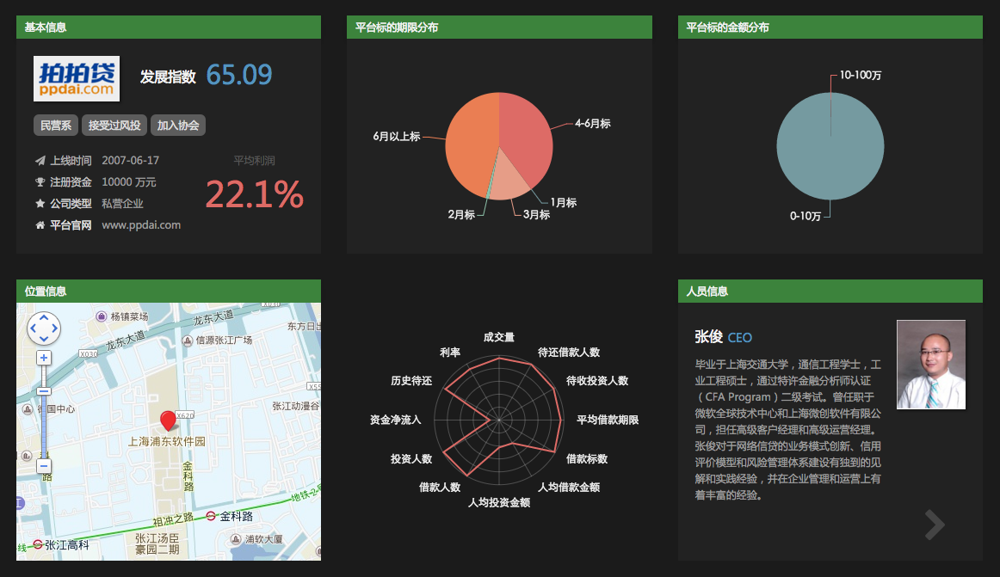 基本信息
拍拍贷
ppdai.com
发展指数 65.09
民营系 接受过风投 加入协会
上线时间 2007-06-17
平均利润
注册资金 10000 万元
22.1%
公司类型 私营企业
平台官网 www.ppdai.com
平台标的期限分布
4-6月标
6月以上标
1月标
2月标
3月标
平台标的金额分布
10-100万
0-10万
位置信息
X030
杨镇菜场
龙东大道
东方日出
龙东大道
信源张江广场
X030
德国中心
张江动漫谷
X620
上海浦东软件园
金科路
科
路
地铁2号
祖冲之路
金科路
线
张江高科
张江汤臣
豪园二期
浦软大厦
成交量
利率
待还借款人数
历史待还
待收投资人数
资金净流入
平均借款期限
投资人数
借款标数
借款人数
人均借款金额
人均投资金额
人员信息
张俊 CEO
毕业于上海交通大学，通信工程学士，工
业工程硕士，通过特许金融分析师认证
（CFA Program）二级考试。曾任职于
微软全球技术中心和上海微创软件有限公
司，担任高级客户经理和高级运营经理。
张俊对于网络信贷的业务模式创新、信用
评价模型和风险管理体系建设有独到的见
解和实践经验，并在企业管理和运营上有
着丰富的经验。